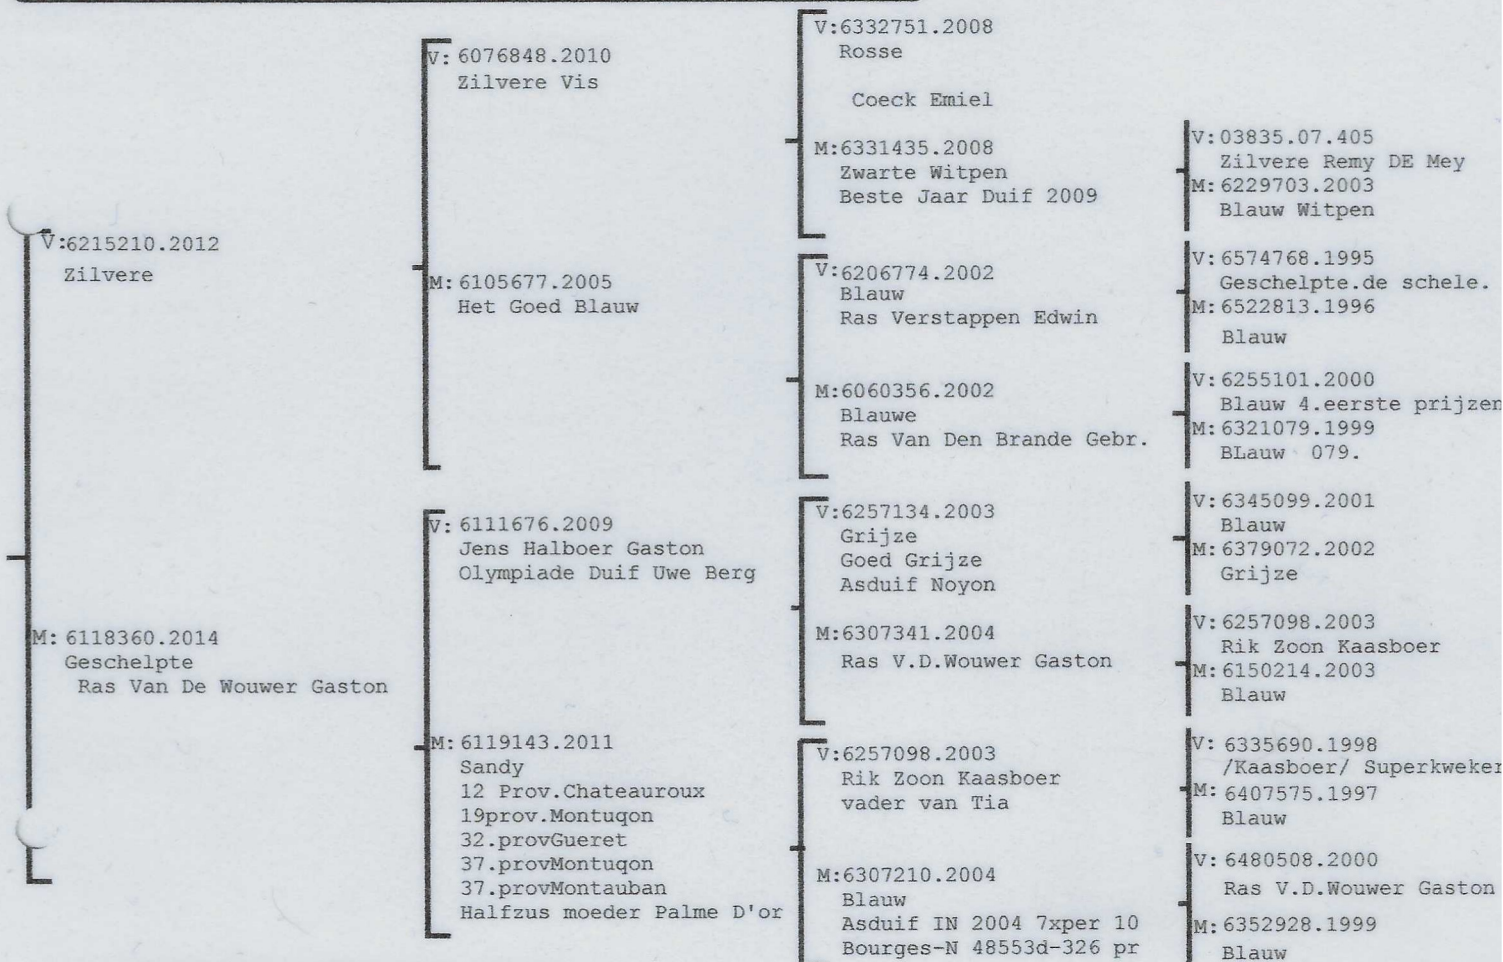 V:6215210.2012
Zilvere
M: 6118360.2014
Geschelpte
Ras Van De Wouwer Gaston
V: 6076848.2010
Zilvere Vis
M: 6105677.2005
Het Goed Blauw
V: 6111676.2009
Jens Halboer Gaston
Olympiade Duif Uwe Berg
M: 6119143.2011
Sandy
12 Prov.Chateauroux
19prov.Montuqon
32.provGueret
37.provMontuqon
37.provMontauban
Halfzus moeder Palme D'or
V:6332751.2008
Rosse
Coeck Emiel
M:6331435.2008
Zwarte Witpen
Beste Jaar Duif 2009
V:6206774.2002
Blauw
Ras Verstappen Edwin
M:6060356.2002
Blauwe
Ras Van Den Brande Gebr.
V:6257134.2003
Grijze
Goed Grijze
Asduif Noyon
M:6307341.2004
Ras V.D.Wouwer Gaston
V:6257098.2003
Rik Zoon Kaasboer
vader van Tia
M:6307210.2004
Blauw
Asduif IN 2004 7xper 10
Bourges-N 48553d-326 pr
V:03835.07.405
Zilvere Remy DE Mey
M:6229703.2003
Blauw Witpen
V:6574768.1995
Geschelpte.de schele.
M:6522813.1996
Blauw
V:6255101.2000
Blauw 4.eerste prijzen
M:6321079.1999
BLauw 079.
V:6345099.2001
Blauw
M:6379072.2002
Grijze
V:6257098.2003
Rik Zoon Kaasboer
M:6150214.2003
Blauw
V: 6335690.1998
/Kaasboer/ Superkweker
M: 6407575.1997
Blauw
V: 6480508.2000
Ras V.D.Wouwer Gaston
M: 6352928.1999
Blauw